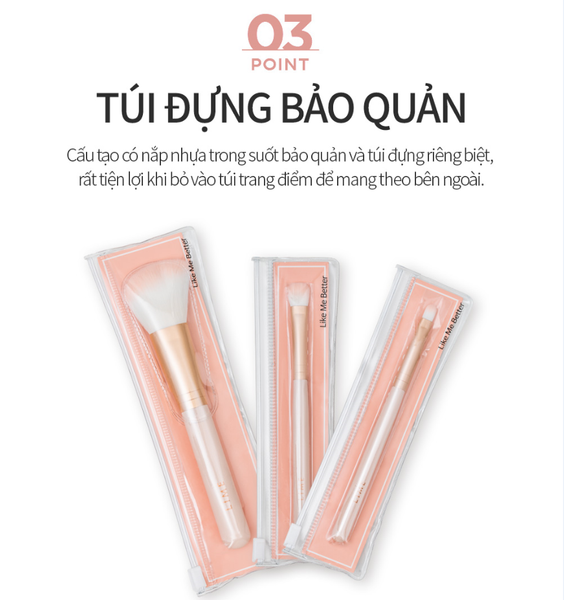 03
POINT
TÚI ĐỰNG BẢO QUẢN
Cấu tạo có nắp nhựa trong suốt bảo quản và túi đựng riêng biệt,
rất tiện lợi khi bỏ vào túi trang điểm để mang theo bên ngoài.
Like Me Better
Like Me Better
Like Me Better